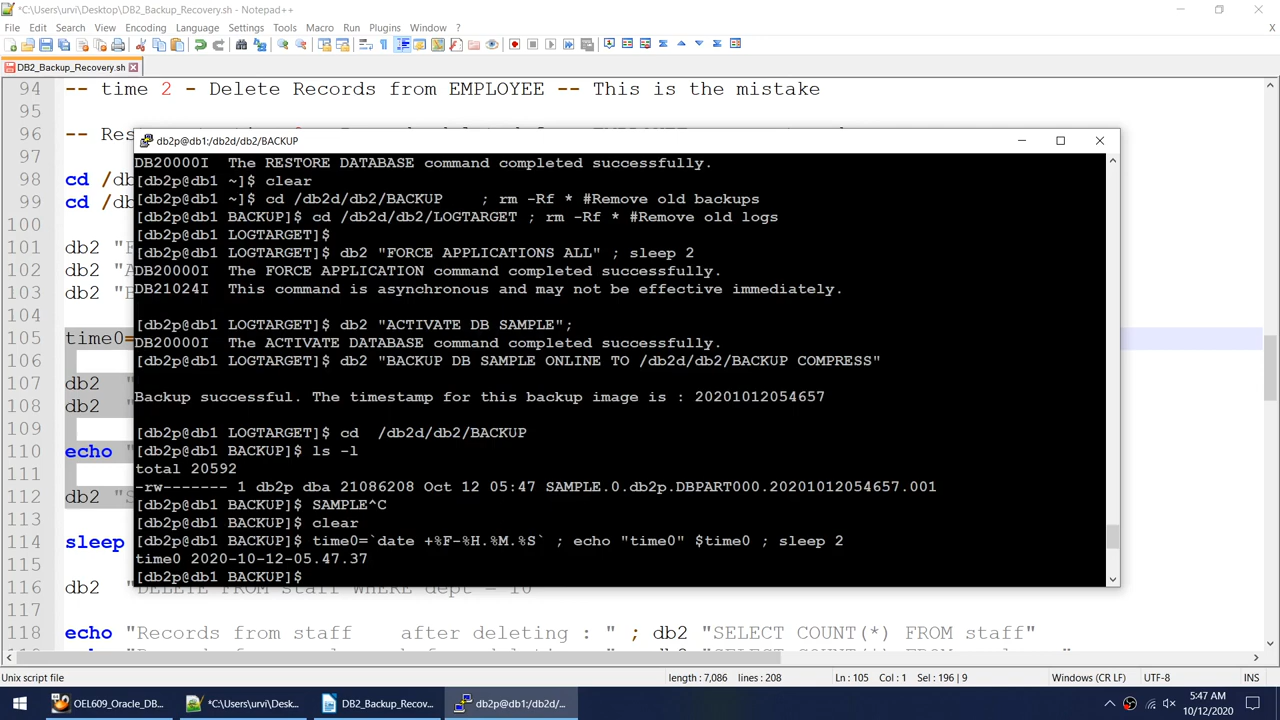 *C:\Users\urvi\Desktop\DB2_Backup_Recovery.sh - Notepad++
File Edit Search View Encoding Language Settings Tools Macro Run Plugins Window ?
X
DB2_Backup_Recovery.sh
94 -- time 2 - Delete Records from EMPLOYEE -- This is the mistake
95
96 -- Res
97
98 cd /db
99 cd /db
100
101 db2 "F
102 db2 "A
103 db2 "B
104
105 time0=
106
107 db2 "
108 db2 "
109
110 echo "
111
112 db2 "S
113
114 sleep
115
116 db2 "DELETE FROM staff WHERE dept = 10
117
118 echo "Records from staff after deleting : " ; db2 "SELECT COUNT(*) FROM staff"
db2p@db1:/db2d/db2/BACKUP
DB20000I The RESTORE DATABASE command completed successfully.
[db2p@db1 ~]$ clear
[db2p@db1 ~]$ cd /db2d/db2/BACKUP ; rm -Rf * #Remove old backups
[db2p@db1 BACKUP]$ cd /db2d/db2/LOGTARGET ; rm -Rf * #Remove old logs
[db2p@db1 LOGTARGET]$
[db2p@db1 LOGTARGET]$ db2 "FORCE APPLICATIONS ALL" ; sleep 2
DB20000I The FORCE APPLICATION command completed successfully.
DB21024I This command is asynchronous and may not be effective immediately.
[db2p@db1 LOGTARGET]$ db2 "ACTIVATE DB SAMPLE";
DB20000I The ACTIVATE DATABASE command completed successfully.
[db2p@db1 LOGTARGET]$ db2 "BACKUP DB SAMPLE ONLINE TO /db2d/db2/BACKUP COMPRESS"
Backup successful. The timestamp for this backup image is : 20201012054657
[db2p@db1 LOGTARGET]$ cd /db2d/db2/BACKUP
[db2p@db1 BACKUP]$ ls -l
total 20592
-rw------- 1 db2p dba 21086208 Oct 12 05:47 SAMPLE.0.db2p.DBPART000.20201012054657.001
[db2p@db1 BACKUP]$ SAMPLE^C
[db2p@db1 BACKUP]$ clear
[db2p@db1 BACKUP]$ time0=`date +%F-%H.%M.%S` ; echo "time0" $time0 ; sleep 2
time0 2020-10-12-05.47.37
[db2p@db1 BACKUP]$
Unix script file length : 7,086 lines : 208 Ln : 105 Col : 1 Sel : 196 | 9 Windows (CR LF) UTF-8 INS
OEL609_Oracle_DB... *C:\Users\urvi\Desk... DB2_Backup_Recov... db2p@db1:/db2d/... 5:47 AM
10/12/2020